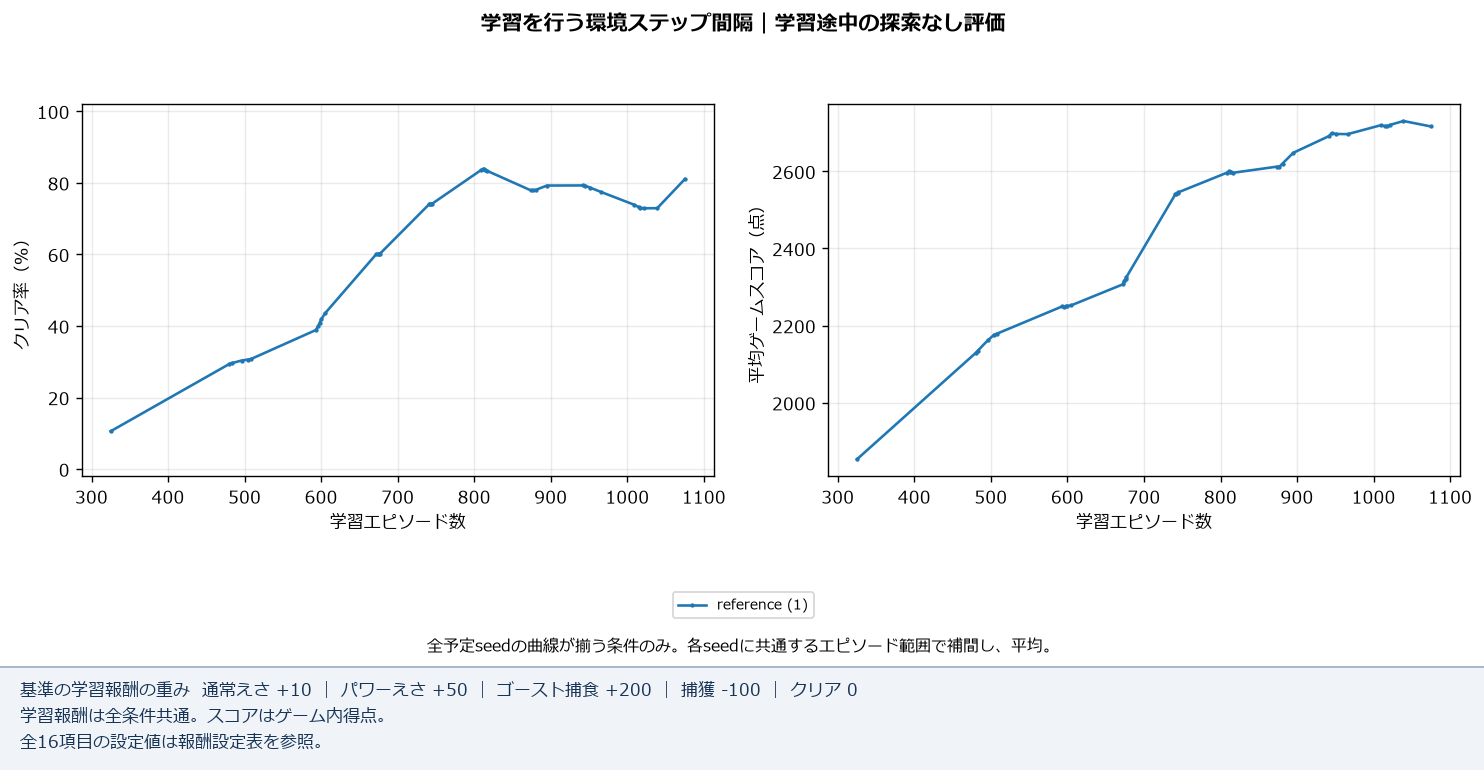 学習を行う環境ステップ間隔｜学習途中の探索なし評価
クリア率（%）
100
80
60
40
20
0
300 400 500 600 700 800 900 1000 1100
学習エピソード数
平均ゲームスコア（点）
2600
2400
2200
2000
300 400 500 600 700 800 900 1000 1100
学習エピソード数
reference (1)
全予定seedの曲線が揃う条件のみ。各seedに共通するエピソード範囲で補間し、平均。
基準の学習報酬の重み 通常えさ +10 ｜ パワーえさ +50 ｜ ゴースト捕食 +200 ｜ 捕獲 -100 ｜ クリア 0
学習報酬は全条件共通。スコアはゲーム内得点。
全16項目の設定値は報酬設定表を参照。